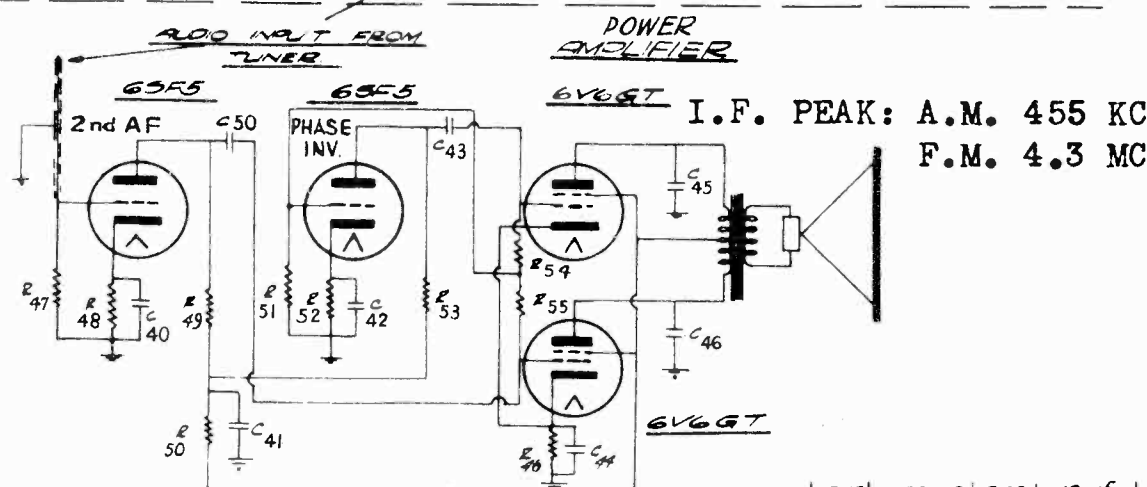 AUDIO INPUT FROM
TUNER
POWER
AMPLIFIER
6SF5
6SF5
6V6GT
I.F. PEAK: A.M. 455 KC
F.M. 4.3 MC
2nd AF
C50
PHASE
INV.
C43
C45
R54
R47
R48
C40
R49
R51
R52
C42
R53
R55
C46
R50
C41
C44
6V6GT